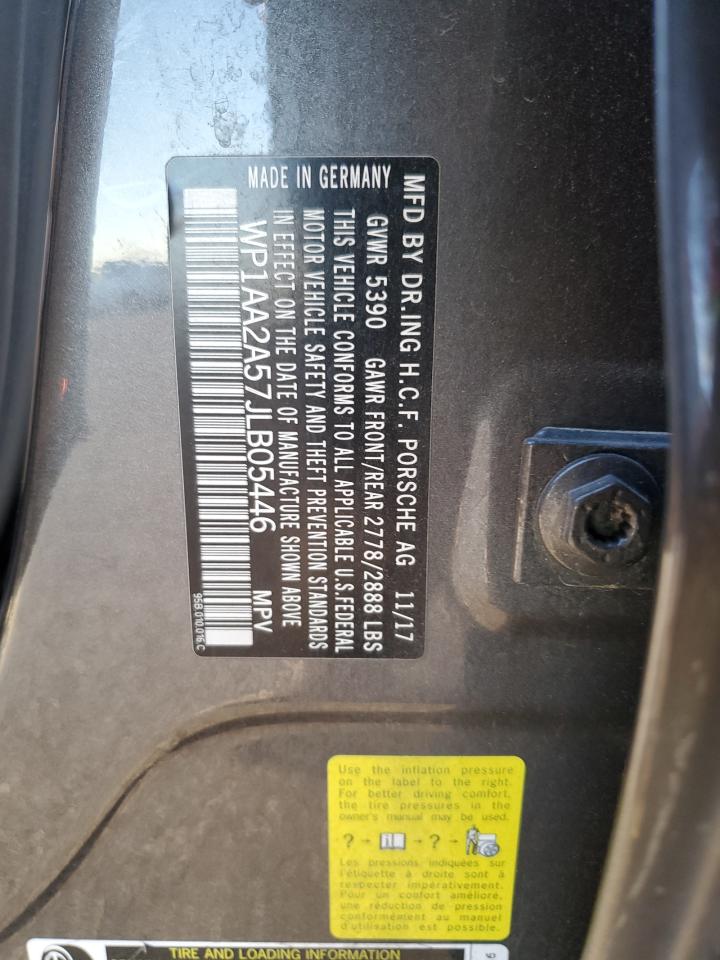 MFD BY DR.ING H.C.F. PORSCHE AG 11/17
GVWR 5390 GAWR FRONT/REAR 2778/2888 LBS
THIS VEHICLE CONFORMS TO ALL APPLICABLE U.S.FEDERAL
MOTOR VEHICLE SAFETY AND THEFT PREVENTION STANDARDS
IN EFFECT ON THE DATE OF MANUFACTURE SHOWN ABOVE
WP1AA2A57JLB05446 MPV
MADE IN GERMANY
95B 010.016.C
Use the inflation pressure
on the label to the right.
For better driving comfort,
the tire pressures in the
owner's manual may be used.
? - i - ? -
Les pressions indiquées sur
l'étiquette à droite sont à
respecter impérativement.
Pour un confort amélioré,
une réduction de pression
conformément au manuel
d'utilisation est possible.
TIRE AND LOADING INFORMATION